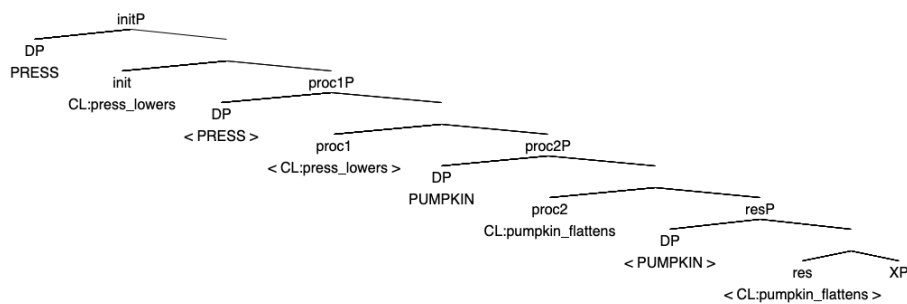 initP
DP
PRESS
init
CL:press_lowers
proc1P
DP
< PRESS >
proc1
< CL:press_lowers >
proc2P
DP
PUMPKIN
proc2
CL:pumpkin_flattens
resP
DP
< PUMPKIN >
res XP
< CL:pumpkin_flattens >